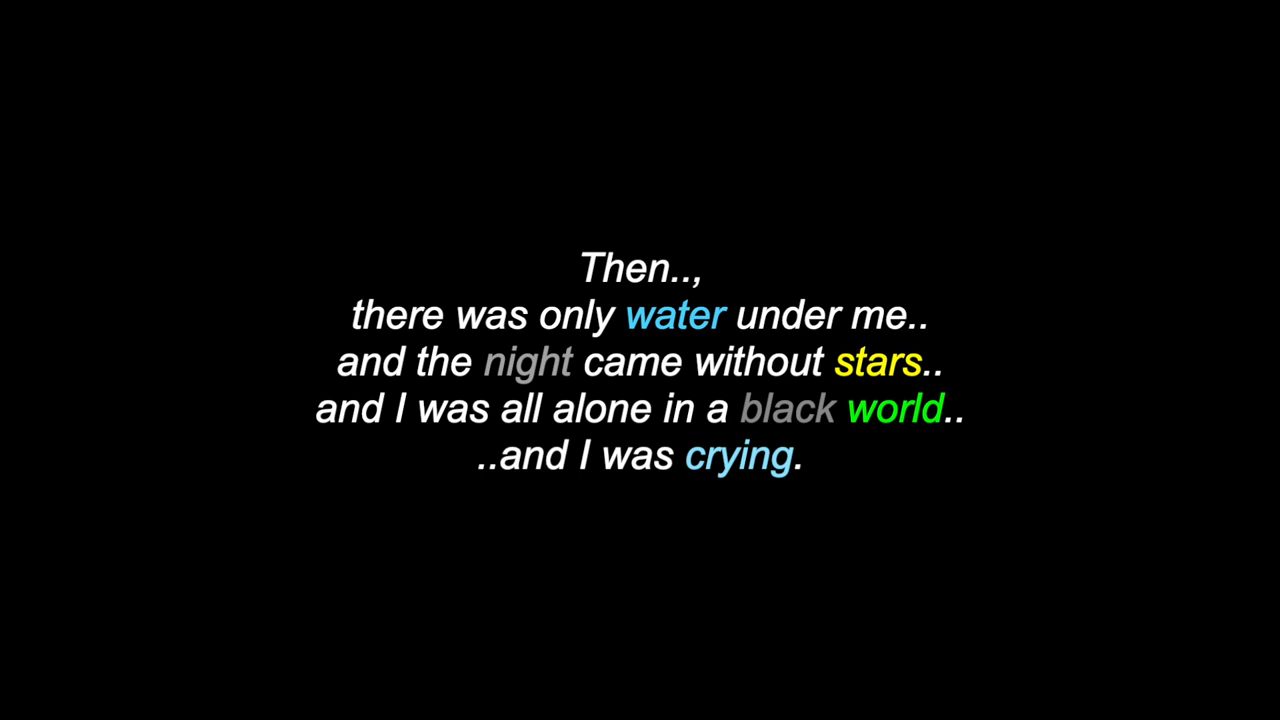 Then..,
there was only water under me..
and the night came without stars..
and I was all alone in a black world..
..and I was crying.